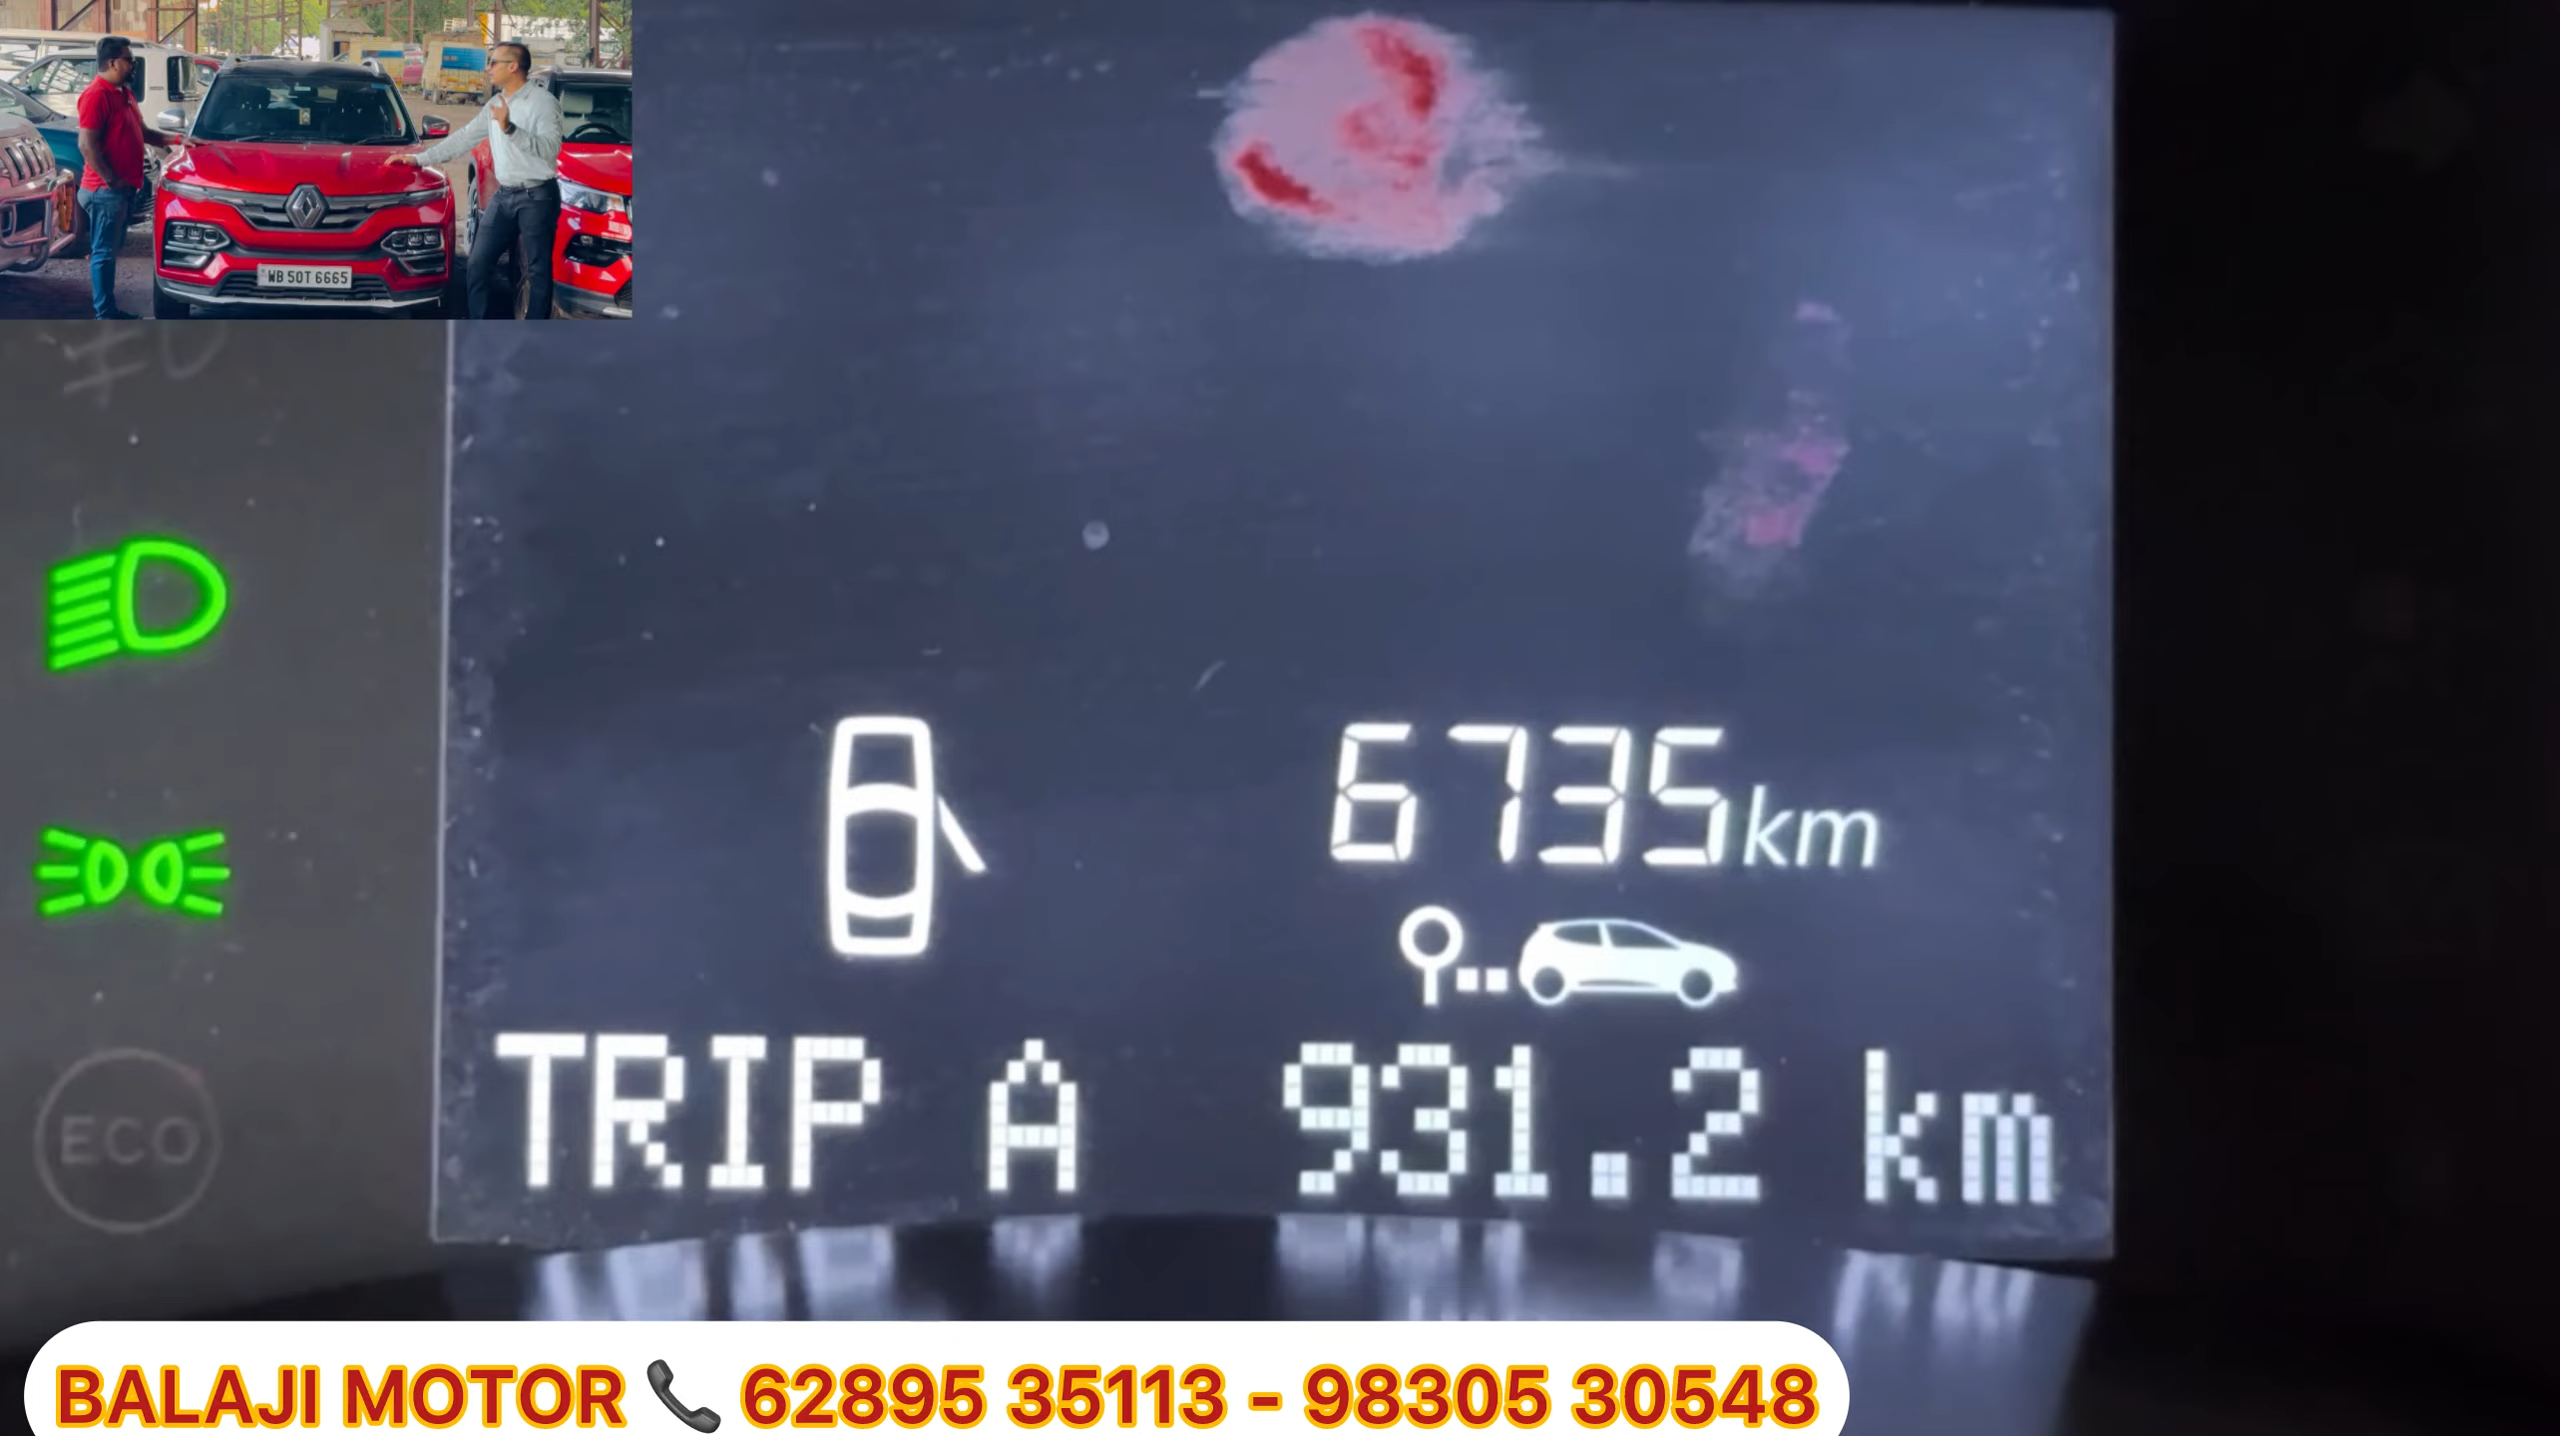 WB 50T 6665
6735km
TRIP A 931.2 km
ECO
BALAJI MOTOR 62895 35113 - 98305 30548